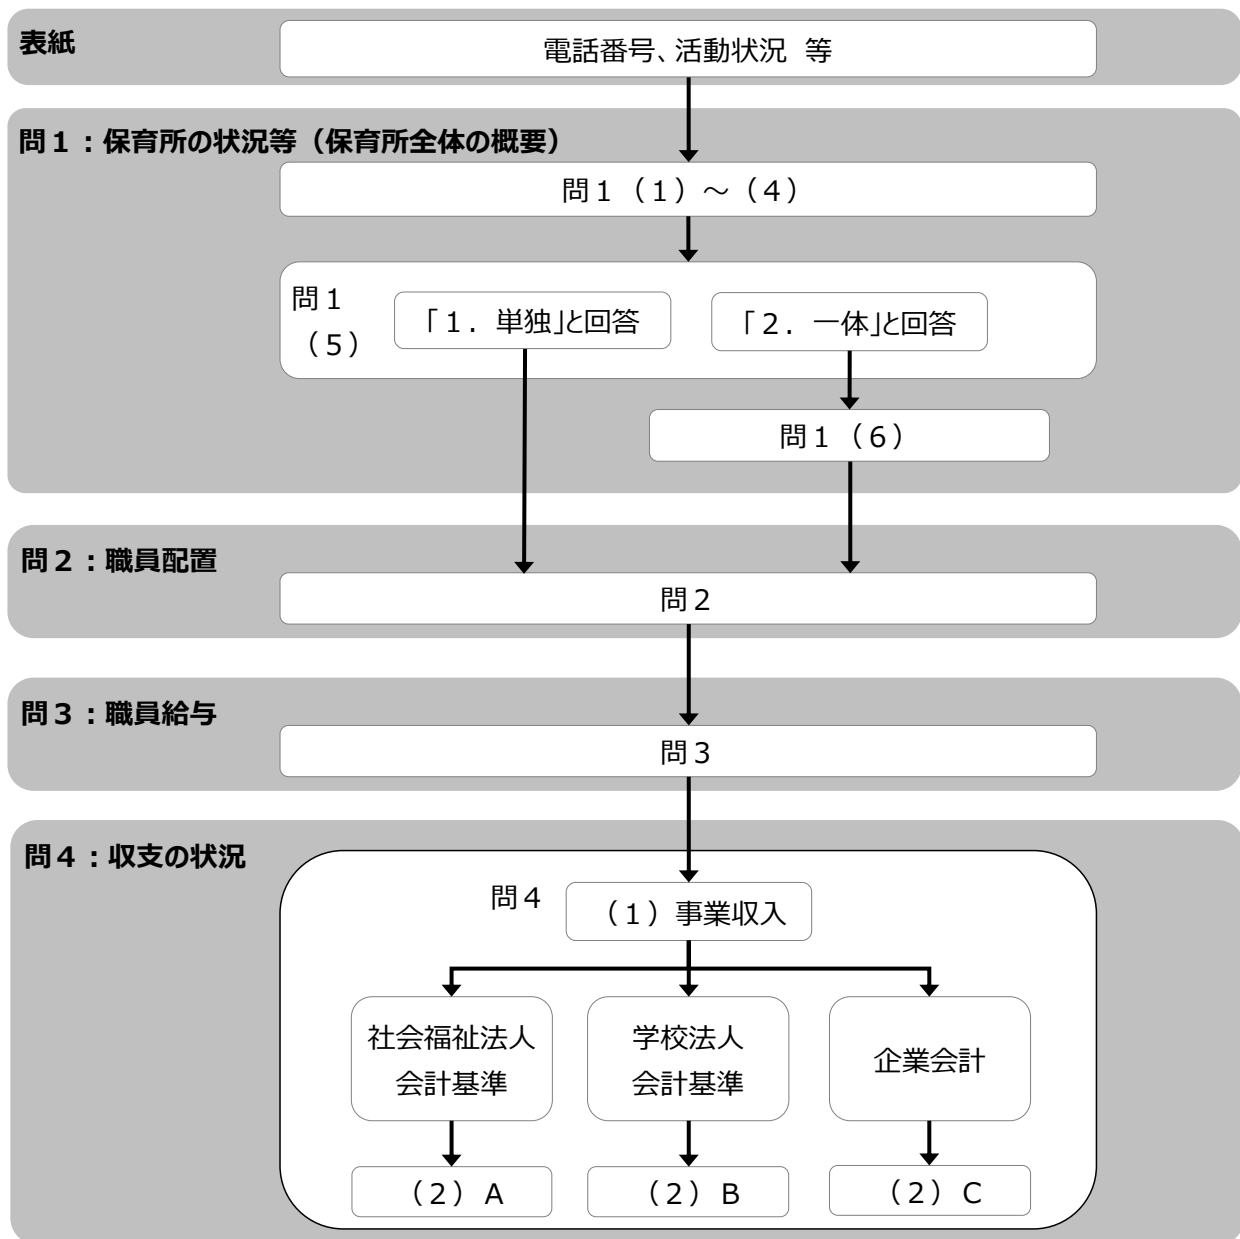 表紙
電話番号、活動状況 等
問1：保育所の状況等（保育所全体の概要）
問1（1）～（4）
問1
（5）
「1．単独」と回答
「2．一体」と回答
問1（6）
問2：職員配置
問2
問3：職員給与
問3
問4：収支の状況
問4
（1）事業収入
社会福祉法人
会計基準
学校法人
会計基準
企業会計
（2）A
（2）B
（2）C